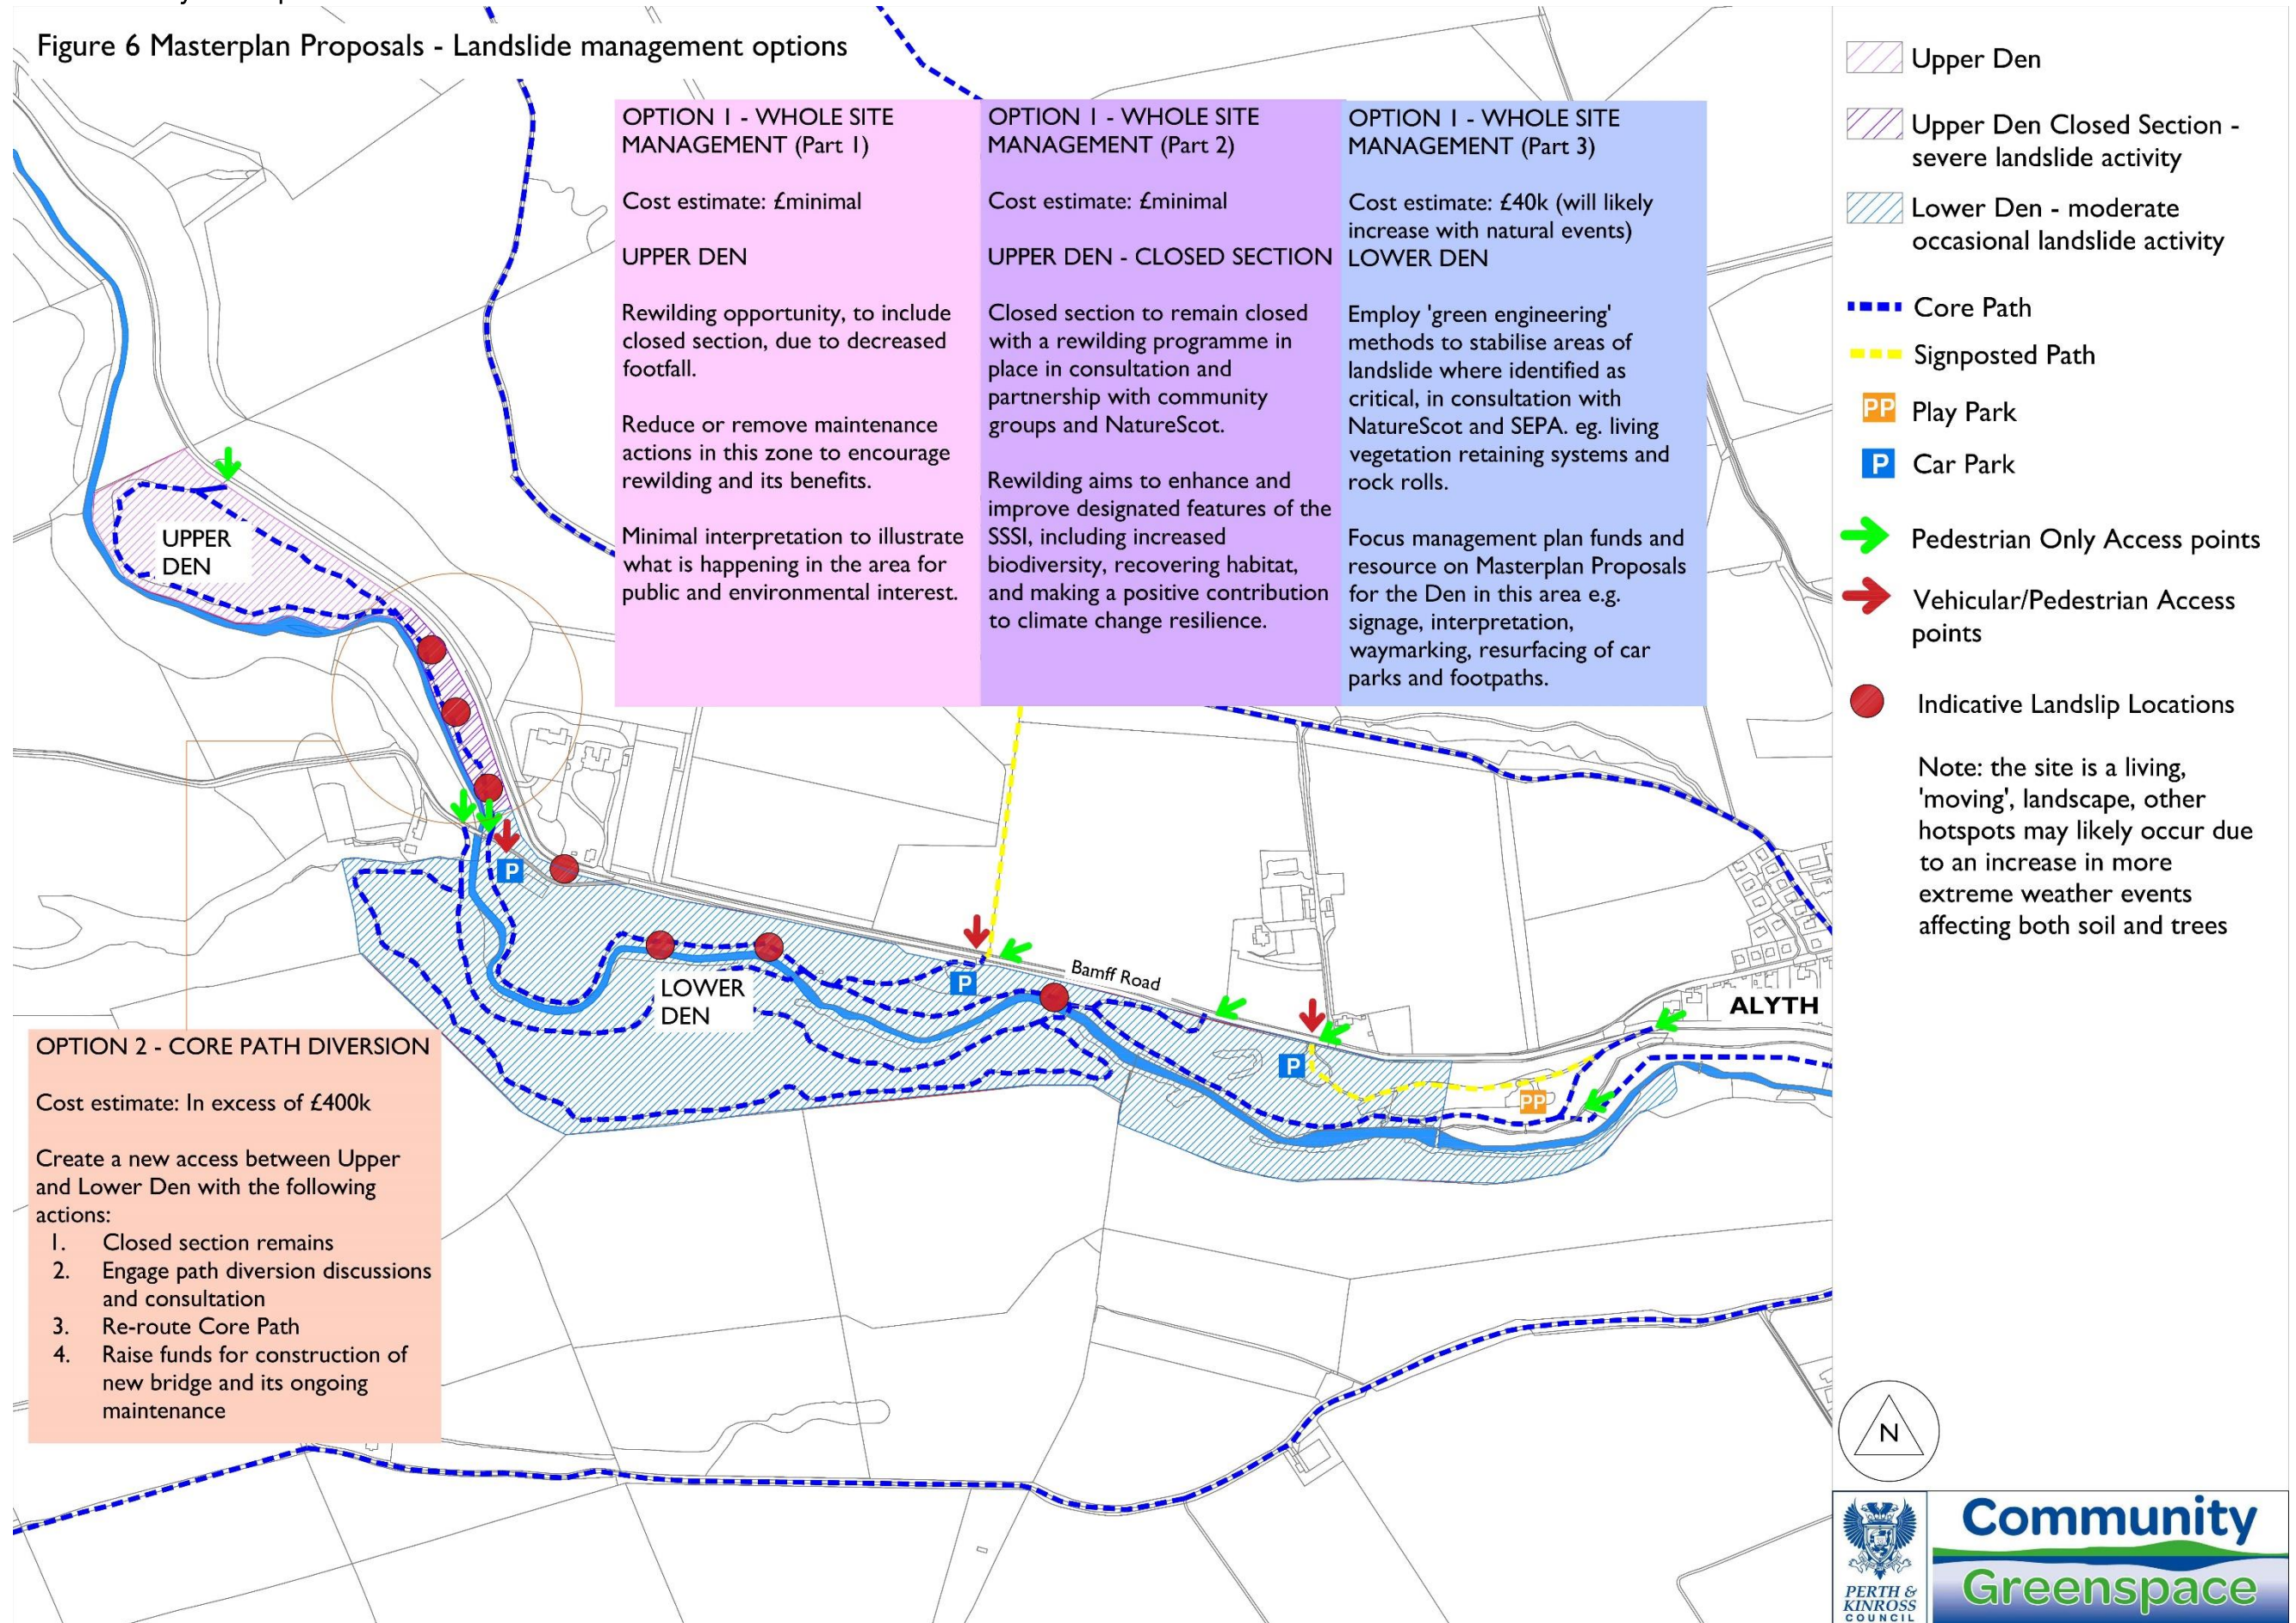 Figure 6 Masterplan Proposals - Landslide management options
OPTION 1 - WHOLE SITE
MANAGEMENT (Part 1)
Cost estimate: £minimal
UPPER DEN
Rewilding opportunity, to include
closed section, due to decreased
footfall.
Reduce or remove maintenance
actions in this zone to encourage
rewilding and its benefits.
Minimal interpretation to illustrate
what is happening in the area for
public and environmental interest.
OPTION 1 - WHOLE SITE
MANAGEMENT (Part 2)
Cost estimate: £minimal
UPPER DEN - CLOSED SECTION
Closed section to remain closed
with a rewilding programme in
place in consultation and
partnership with community
groups and NatureScot.
Rewilding aims to enhance and
improve designated features of the
SSSI, including increased
biodiversity, recovering habitat,
and making a positive contribution
to climate change resilience.
OPTION 1 - WHOLE SITE
MANAGEMENT (Part 3)
Cost estimate: £40k (will likely
increase with natural events)
LOWER DEN
Employ 'green engineering'
methods to stabilise areas of
landslide where identified as
critical, in consultation with
NatureScot and SEPA. eg. living
vegetation retaining systems and
rock rolls.
Focus management plan funds and
resource on Masterplan Proposals
for the Den in this area e.g.
signage, interpretation,
waymarking, resurfacing of car
parks and footpaths.
UPPER
DEN
P
LOWER
DEN
P
Bamff Road
P
PP
ALYTH
OPTION 2 - CORE PATH DIVERSION
Cost estimate: In excess of £400k
Create a new access between Upper
and Lower Den with the following
actions:
1. Closed section remains
2. Engage path diversion discussions
and consultation
3. Re-route Core Path
4. Raise funds for construction of
new bridge and its ongoing
maintenance
Upper Den
Upper Den Closed Section -
severe landslide activity
Lower Den - moderate
occasional landslide activity
Core Path
Signposted Path
PP Play Park
P Car Park
Pedestrian Only Access points
Vehicular/Pedestrian Access
points
Indicative Landslip Locations
Note: the site is a living,
'moving', landscape, other
hotspots may likely occur due
to an increase in more
extreme weather events
affecting both soil and trees
N
PERTH &
KINROSS
COUNCIL
Community
Greenspace